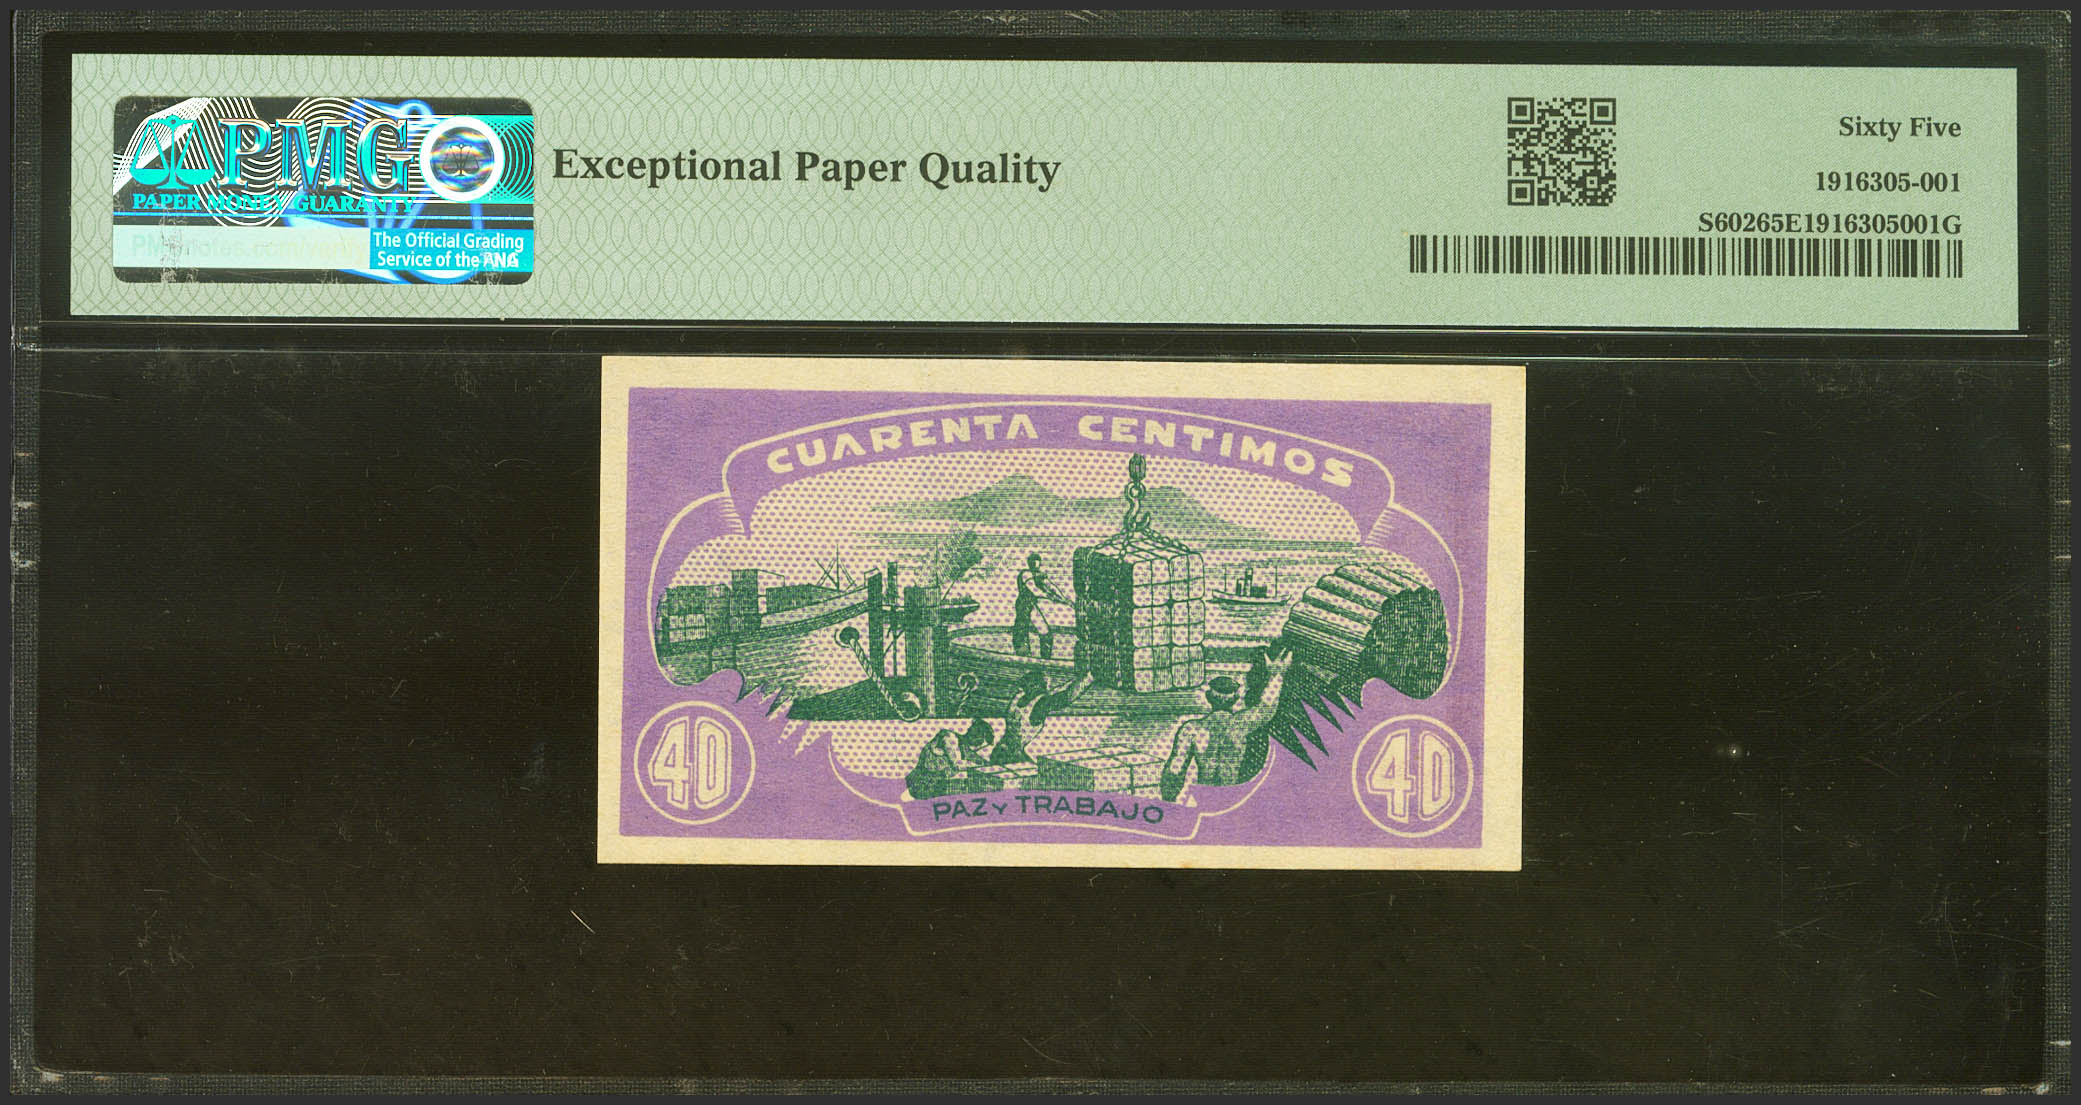 PMG
PAPER MONEY GUARANTY
The Official Grading
Service of the ANA
Exceptional Paper Quality
Sixty Five
1916305-001
S60265E1916305001G
CUARENTA CENTIMOS
40
40
PAZ Y TRABAJO